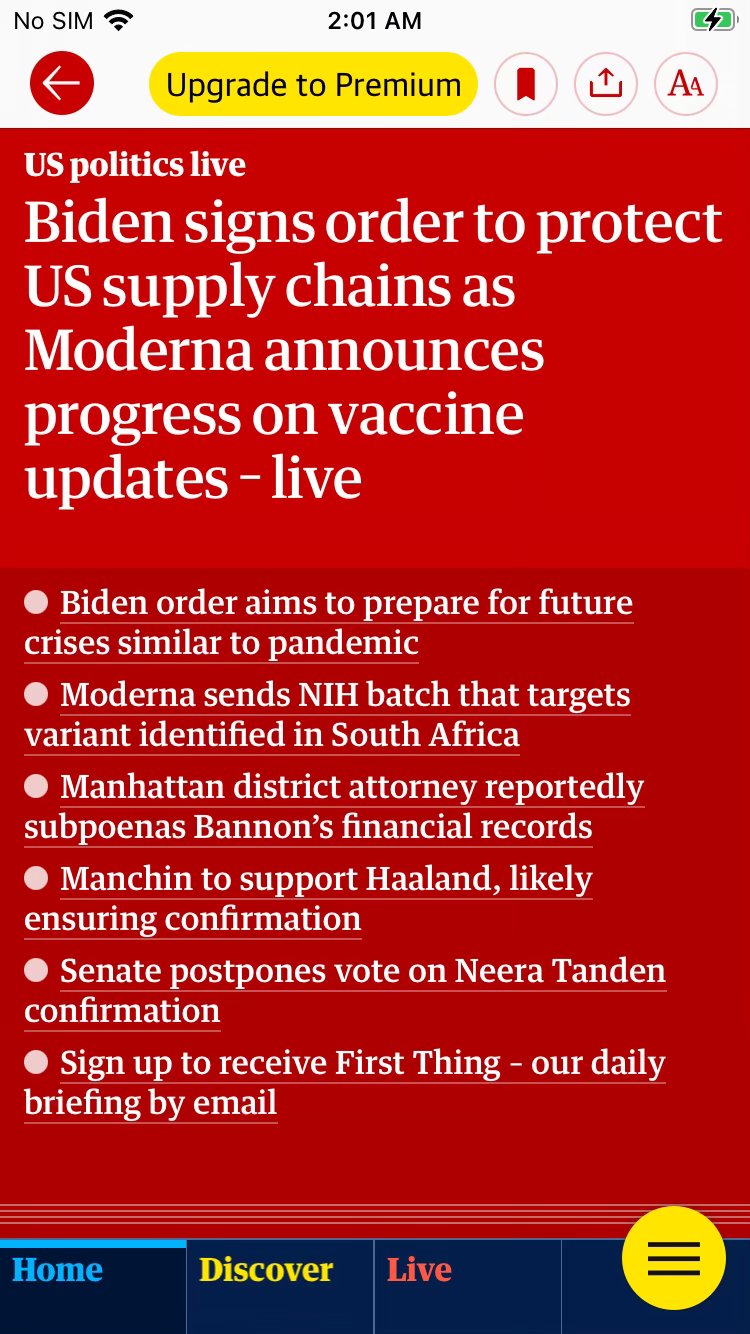 No SIM 2:01 AM
Upgrade to Premium AA
US politics live
Biden signs order to protect
US supply chains as
Moderna announces
progress on vaccine
updates – live
Biden order aims to prepare for future
crises similar to pandemic
Moderna sends NIH batch that targets
variant identified in South Africa
Manhattan district attorney reportedly
subpoenas Bannon’s financial records
Manchin to support Haaland, likely
ensuring confirmation
Senate postpones vote on Neera Tanden
confirmation
Sign up to receive First Thing – our daily
briefing by email
Home Discover Live